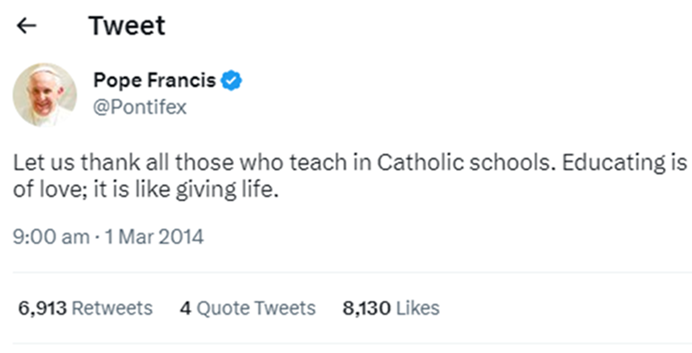 ← Tweet
Pope Francis
@Pontifex
Let us thank all those who teach in Catholic schools. Educating is
of love; it is like giving life.
9:00 am · 1 Mar 2014
6,913 Retweets 4 Quote Tweets 8,130 Likes